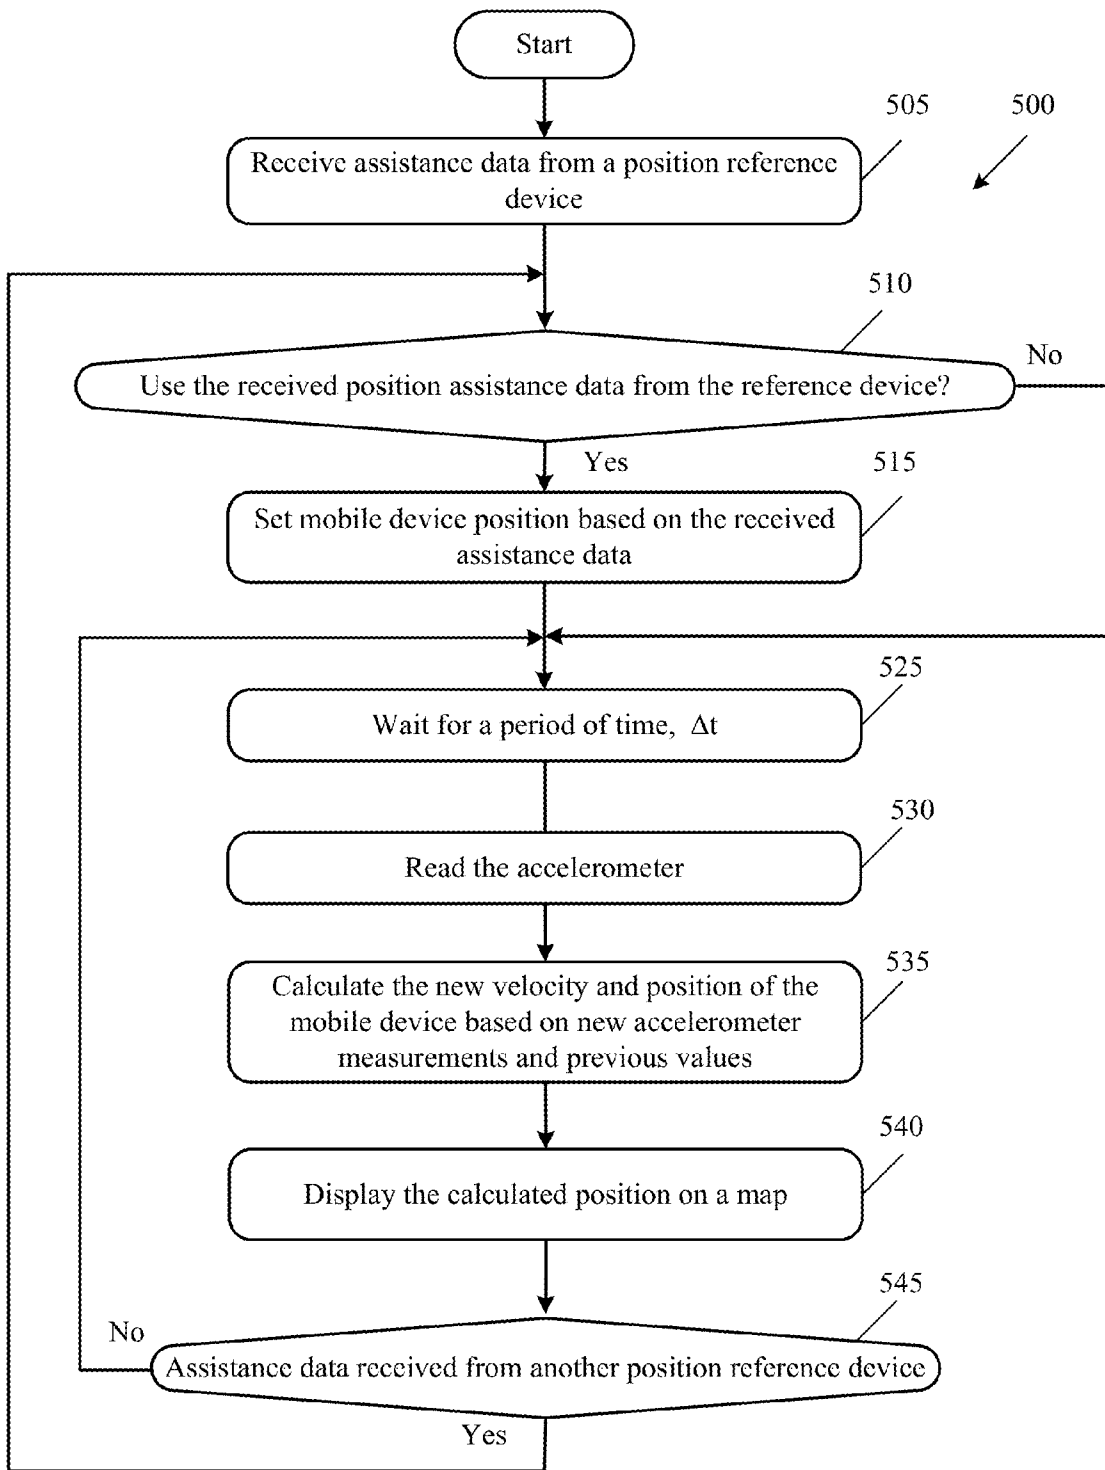 Start
505
500
Receive assistance data from a position reference
device
510
No
Use the received position assistance data from the reference device?
Yes
515
Set mobile device position based on the received
assistance data
525
Wait for a period of time, Δt
530
Read the accelerometer
535
Calculate the new velocity and position of the
mobile device based on new accelerometer
measurements and previous values
540
Display the calculated position on a map
545
No
Assistance data received from another position reference device
Yes